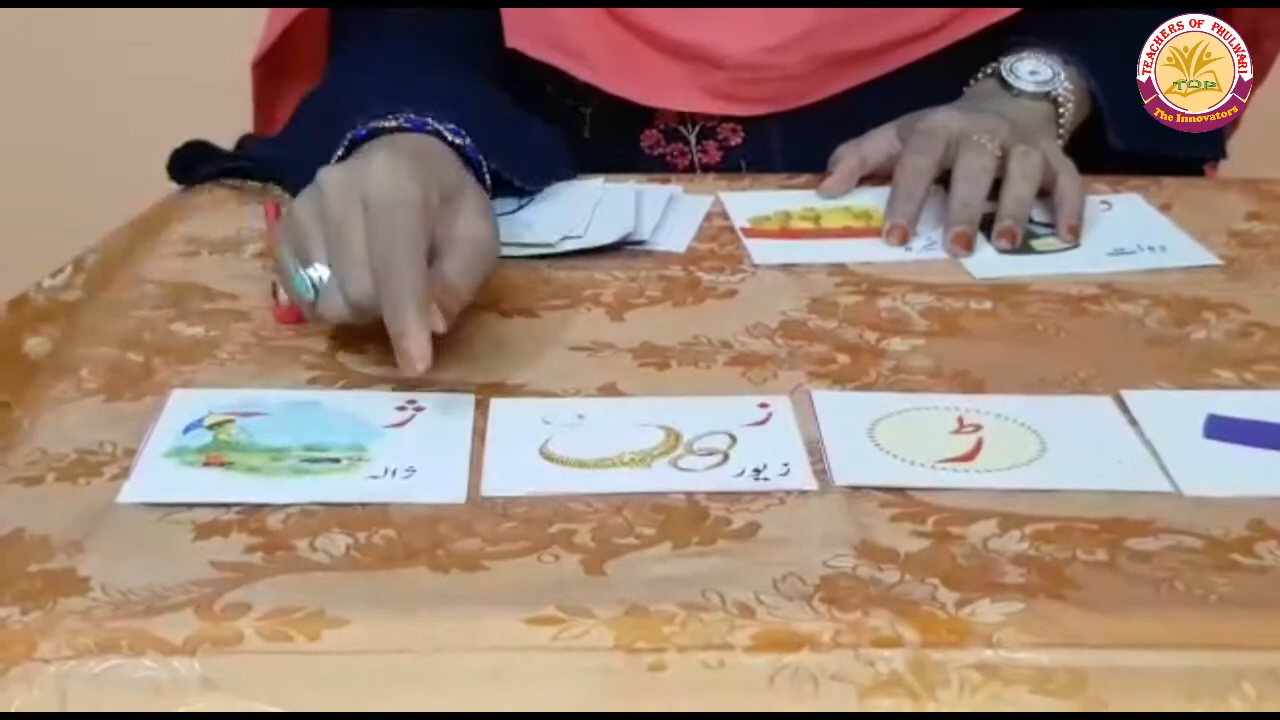 TEACHERS OF PHULWARI
TOP
The Innovators
د
دوات
ڑ
ز
زیور
ژ
ژالہ